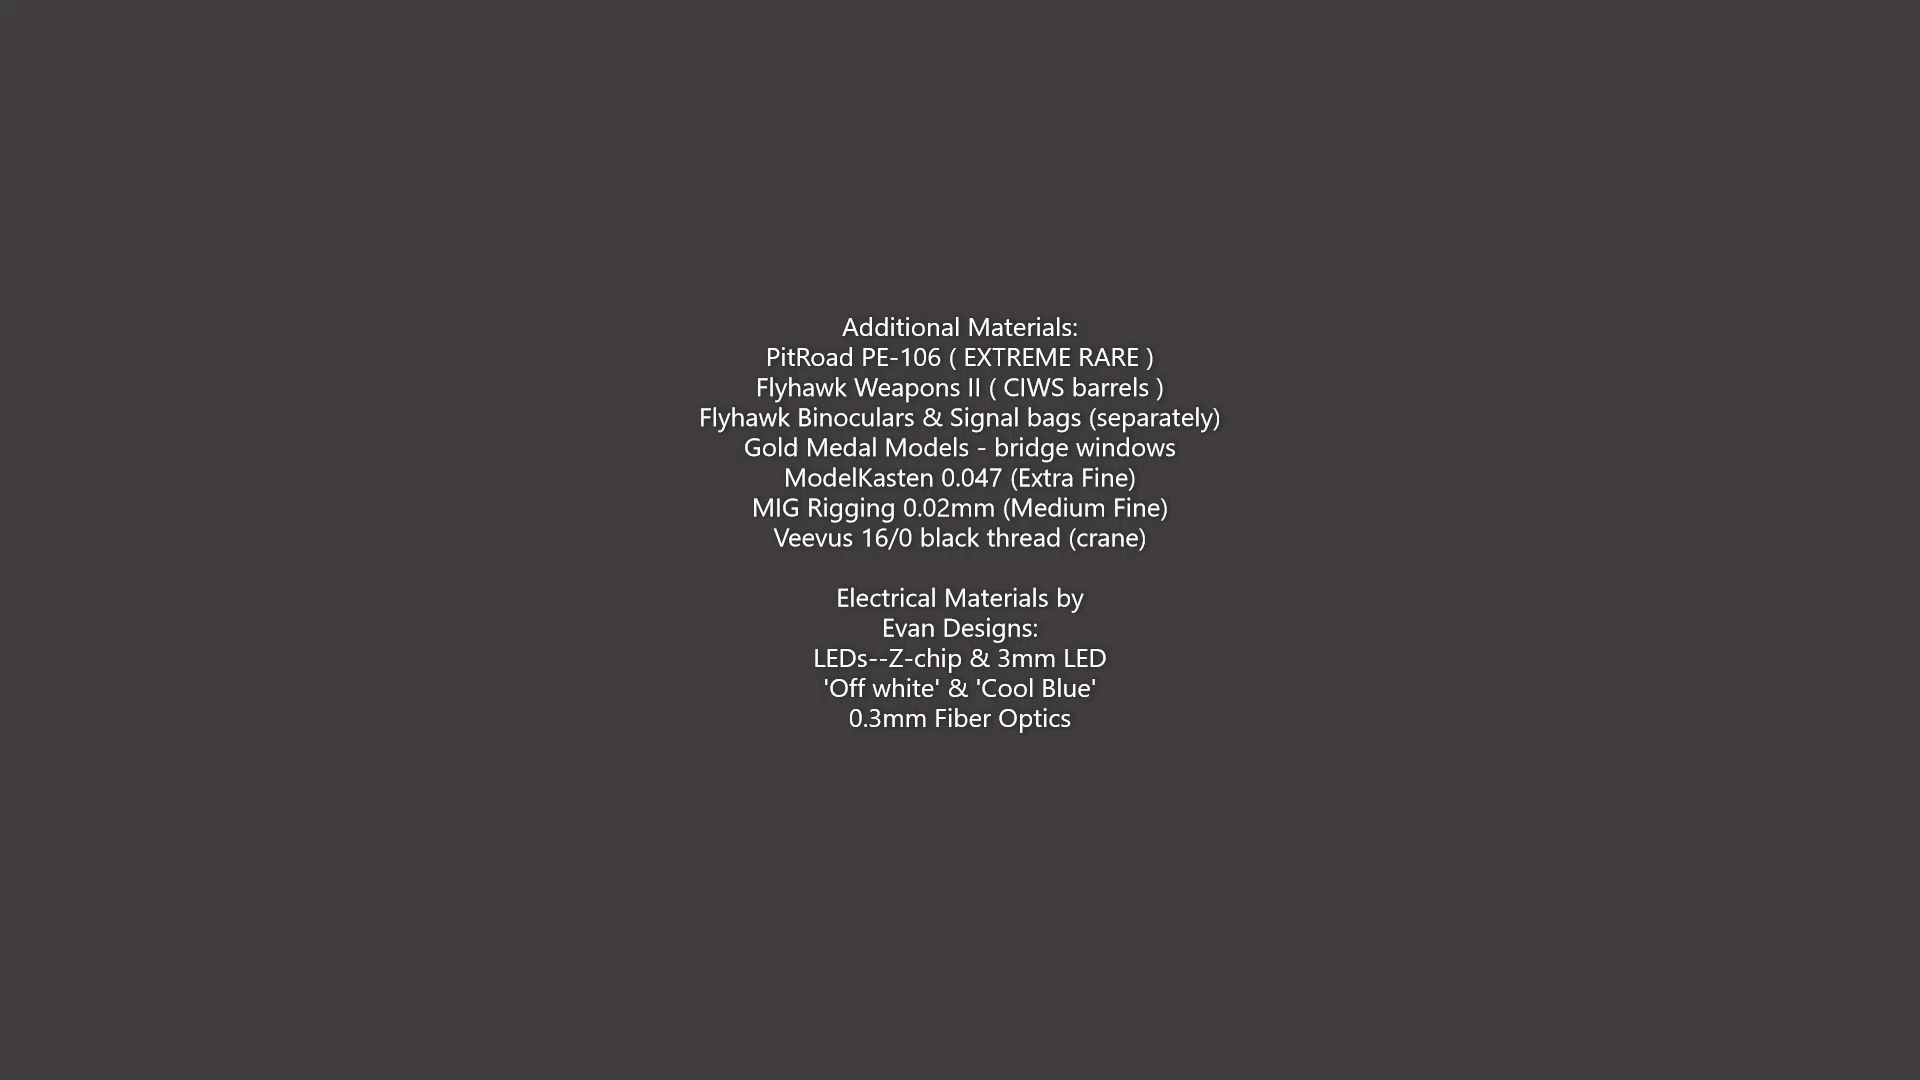 Additional Materials:
PitRoad PE-106 ( EXTREME RARE )
Flyhawk Weapons II ( CIWS barrels )
Flyhawk Binoculars & Signal bags (separately)
Gold Medal Models - bridge windows
ModelKasten 0.047 (Extra Fine)
MIG Rigging 0.02mm (Medium Fine)
Veevus 16/0 black thread (crane)
Electrical Materials by
Evan Designs:
LEDs--Z-chip & 3mm LED
'Off white' & 'Cool Blue'
0.3mm Fiber Optics